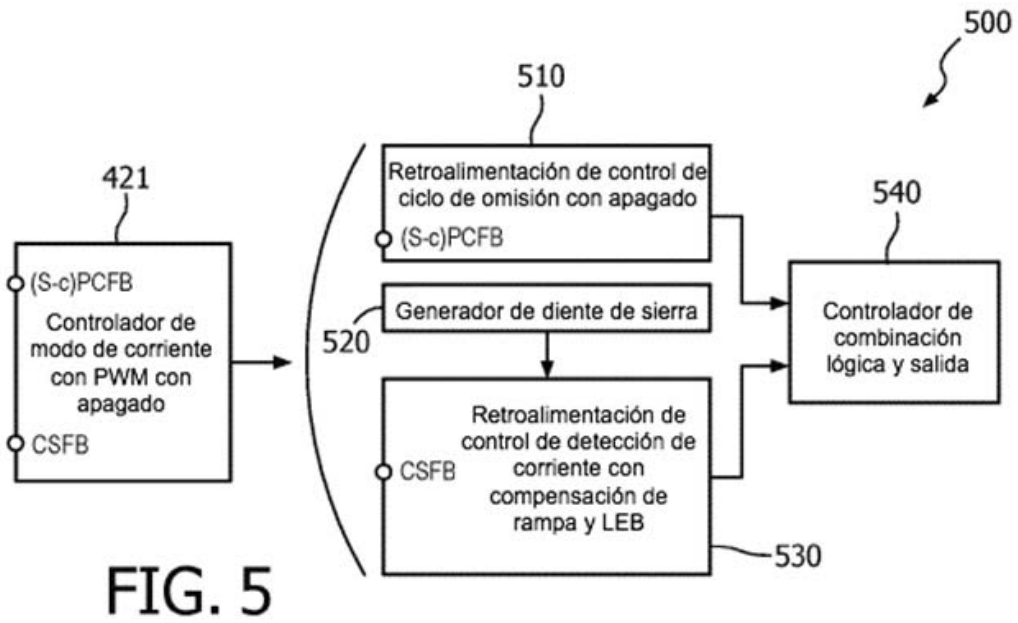 500
510
Retroalimentación de control de
ciclo de omisión con apagado
(S-c)PCFB
421
(S-c)PCFB
Controlador de
modo de corriente
con PWM con
apagado
CSFB
520
Generador de diente de sierra
Retroalimentación de
control de detección de
corriente con
compensación de
rampa y LEB
CSFB
530
540
Controlador de
combinación
lógica y salida
FIG. 5